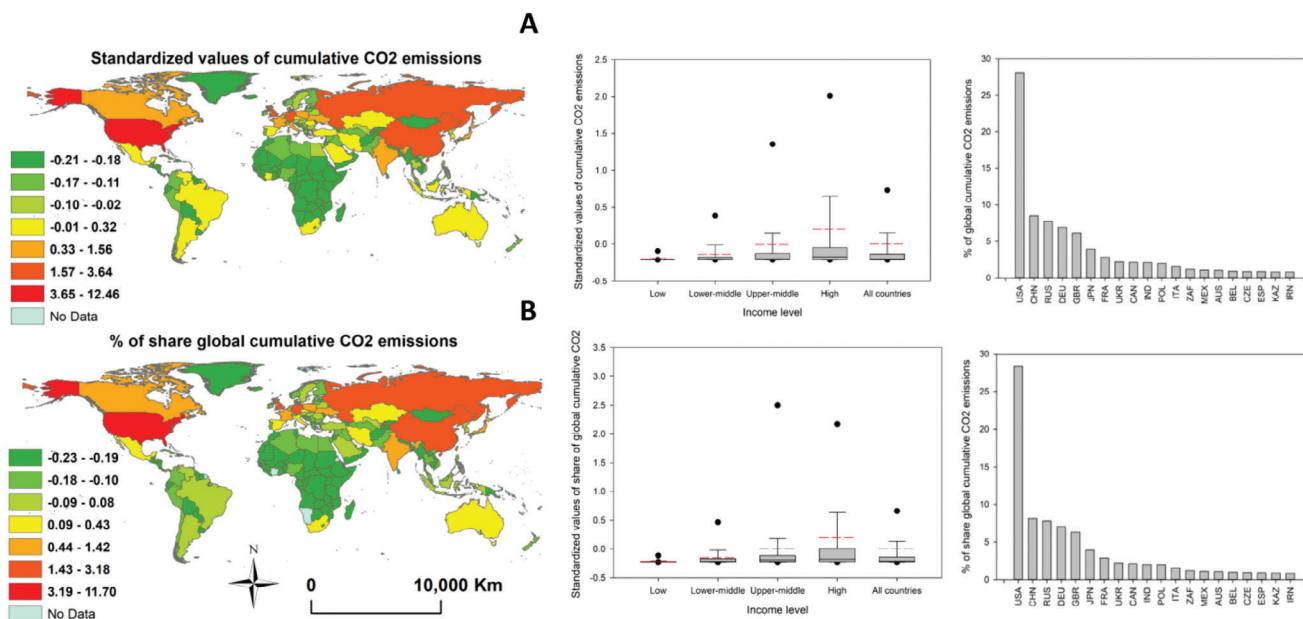 A
Standardized values of cumulative CO2 emissions
-0.21 - -0.18
-0.17 - -0.11
-0.10 - -0.02
-0.01 - 0.32
0.33 - 1.56
1.57 - 3.64
3.65 - 12.46
No Data
Standardized values of cumulative CO2 emissions
2.5
2.0
1.5
1.0
0.5
-0.0
-0.5
Low Lower-middle Upper-middle High All countries
Income level
% of global cumulative CO2 emissions
30
25
20
15
10
5
0
USA CHN RUS DEU GBR JPN FRA UKR CAN IND POL ITA ZAF MEX AUS BEL CZE ESP KAZ IRN
B
% of share global cumulative CO2 emissions
-0.23 - -0.19
-0.18 - -0.10
-0.09 - 0.08
0.09 - 0.43
0.44 - 1.42
1.43 - 3.18
3.19 - 11.70
No Data
N
0 10,000 Km
Standardized values of share of global cumulative CO2
3.5
3.0
2.5
2.0
1.5
1.0
0.5
-0.0
-0.5
Low Lower-middle Upper-middle High All countries
Income level
% of share global cumulative CO2 emissions
30
25
20
15
10
5
0
USA CHN RUS DEU GBR JPN FRA UKR CAN IND POL ITA ZAF MEX AUS BEL CZE ESP KAZ IRN